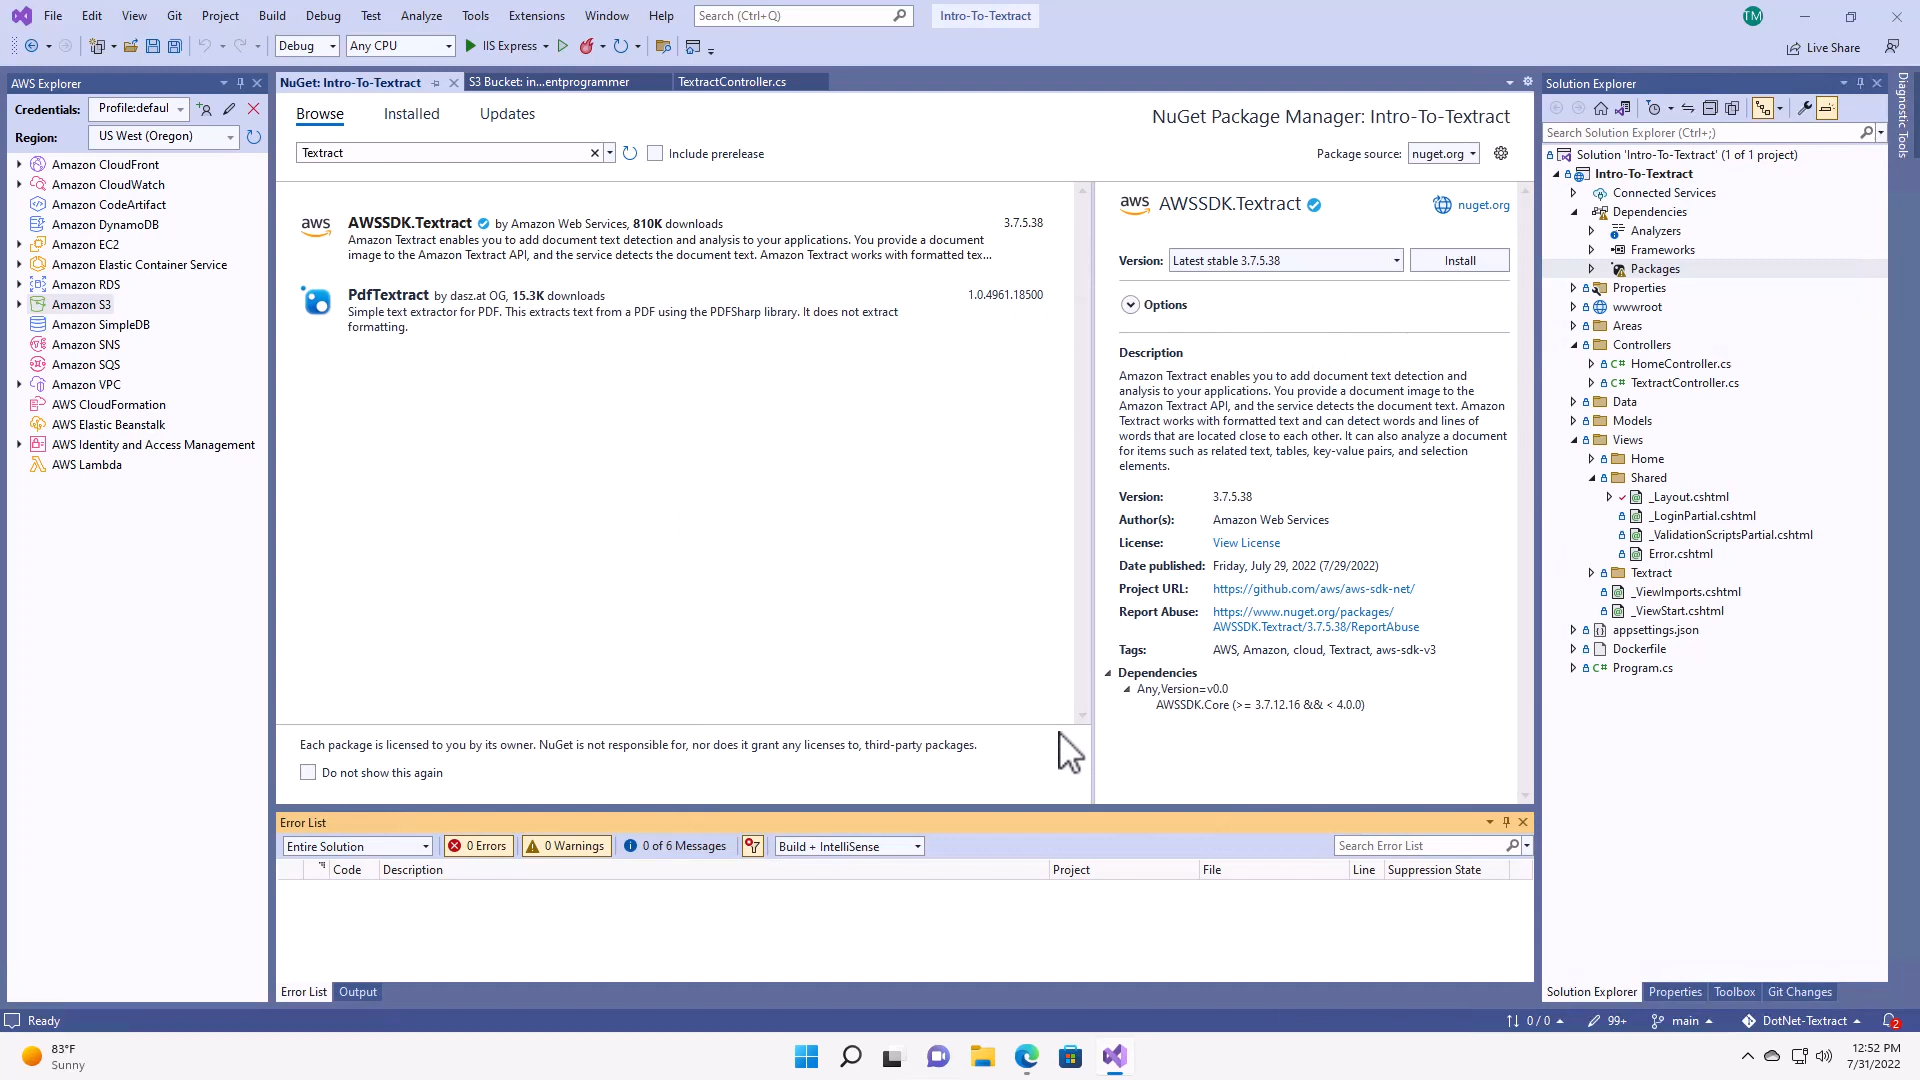 File Edit View Git Project Build Debug Test Analyze Tools Extensions Window Help Search (Ctrl+Q) Intro-To-Textract TM
Debug Any CPU IIS Express Live Share
AWS Explorer
Credentials: Profile:defaul
Region: US West (Oregon)
Amazon CloudFront
Amazon CloudWatch
Amazon CodeArtifact
Amazon DynamoDB
Amazon EC2
Amazon Elastic Container Service
Amazon RDS
Amazon S3
Amazon SimpleDB
Amazon SNS
Amazon SQS
Amazon VPC
AWS CloudFormation
AWS Elastic Beanstalk
AWS Identity and Access Management
AWS Lambda
NuGet: Intro-To-Textract S3 Bucket: in...entprogrammer TextractController.cs
Browse Installed Updates
NuGet Package Manager: Intro-To-Textract
Textract Include prerelease Package source: nuget.org
aws AWSSDK.Textract by Amazon Web Services, 810K downloads 3.7.5.38
Amazon Textract enables you to add document text detection and analysis to your applications. You provide a document
image to the Amazon Textract API, and the service detects the document text. Amazon Textract works with formatted tex...
PdfTextract by dasz.at OG, 15.3K downloads 1.0.4961.18500
Simple text extractor for PDF. This extracts text from a PDF using the PDFSharp library. It does not extract
formatting.
Each package is licensed to you by its owner. NuGet is not responsible for, nor does it grant any licenses to, third-party packages.
Do not show this again
aws AWSSDK.Textract nuget.org
Version: Latest stable 3.7.5.38 Install
Options
Description
Amazon Textract enables you to add document text detection and
analysis to your applications. You provide a document image to the
Amazon Textract API, and the service detects the document text. Amazon
Textract works with formatted text and can detect words and lines of
words that are located close to each other. It can also analyze a document
for items such as related text, tables, key-value pairs, and selection
elements.
Version: 3.7.5.38
Author(s): Amazon Web Services
License: View License
Date published: Friday, July 29, 2022 (7/29/2022)
Project URL: https://github.com/aws/aws-sdk-net/
Report Abuse: https://www.nuget.org/packages/
AWSSDK.Textract/3.7.5.38/ReportAbuse
Tags: AWS, Amazon, cloud, Textract, aws-sdk-v3
Dependencies
Any,Version=v0.0
AWSSDK.Core (>= 3.7.12.16 && < 4.0.0)
Error List
Entire Solution 0 Errors 0 Warnings 0 of 6 Messages Build + IntelliSense Search Error List
Code Description Project File Line Suppression State
Error List Output
Solution Explorer
Search Solution Explorer (Ctrl+;)
Solution 'Intro-To-Textract' (1 of 1 project)
Intro-To-Textract
Connected Services
Dependencies
Analyzers
Frameworks
Packages
Properties
wwwroot
Areas
Controllers
C# HomeController.cs
C# TextractController.cs
Data
Models
Views
Home
Shared
_Layout.cshtml
_LoginPartial.cshtml
_ValidationScriptsPartial.cshtml
Error.cshtml
Textract
_ViewImports.cshtml
_ViewStart.cshtml
appsettings.json
Dockerfile
C# Program.cs
Solution Explorer Properties Toolbox Git Changes
Diagnostic Tools
Ready 0 / 0 99+ main DotNet-Textract 2
83°F
Sunny
12:52 PM
7/31/2022